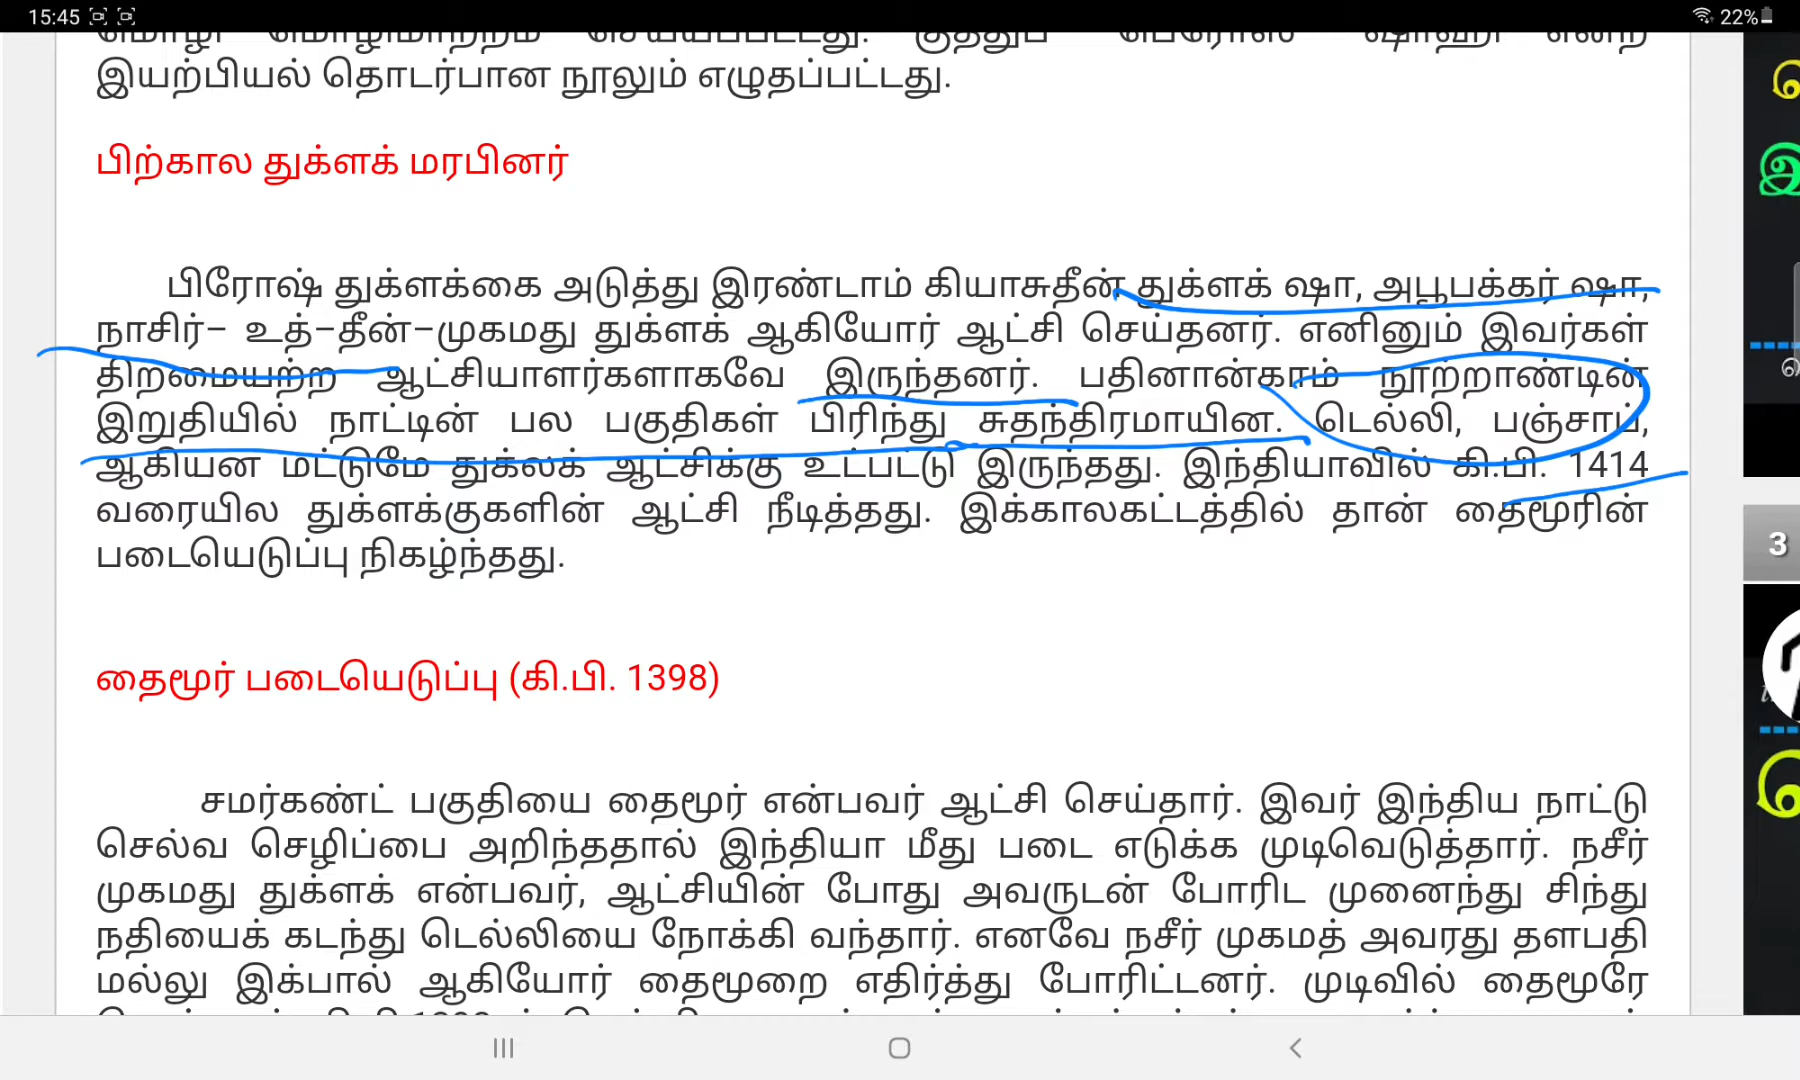 15:45
22%
இயற்பியல் தொடர்பான நூலும் எழுதப்பட்டது.
பிற்கால துக்ளக் மரபினர்
பிரோஷ் துக்ளக்கை அடுத்து இரண்டாம் கியாசுதீன் துக்ளக் ஷா, அபூபக்கர் ஷா,
நாசிர்– உத்–தீன்–முகமது துக்ளக் ஆகியோர் ஆட்சி செய்தனர். எனினும் இவர்கள்
திறமையற்ற ஆட்சியாளர்களாகவே இருந்தனர். பதினான்காம் நூற்றாண்டின்
இறுதியில் நாட்டின் பல பகுதிகள் பிரிந்து சுதந்திரமாயின. டெல்லி, பஞ்சாப்,
ஆகியன மட்டுமே துக்லக் ஆட்சிக்கு உட்பட்டு இருந்தது. இந்தியாவில் கி.பி. 1414
வரையில துக்ளக்குகளின் ஆட்சி நீடித்தது. இக்காலகட்டத்தில் தான் தைமூரின்
படையெடுப்பு நிகழ்ந்தது.
தைமூர் படையெடுப்பு (கி.பி. 1398)
சமர்கண்ட் பகுதியை தைமூர் என்பவர் ஆட்சி செய்தார். இவர் இந்திய நாட்டு
செல்வ செழிப்பை அறிந்ததால் இந்தியா மீது படை எடுக்க முடிவெடுத்தார். நசீர்
முகமது துக்ளக் என்பவர், ஆட்சியின் போது அவருடன் போரிட முனைந்து சிந்து
நதியைக் கடந்து டெல்லியை நோக்கி வந்தார். எனவே நசீர் முகமத் அவரது தளபதி
மல்லு இக்பால் ஆகியோர் தைமூறை எதிர்த்து போரிட்டனர். முடிவில் தைமூரே
3